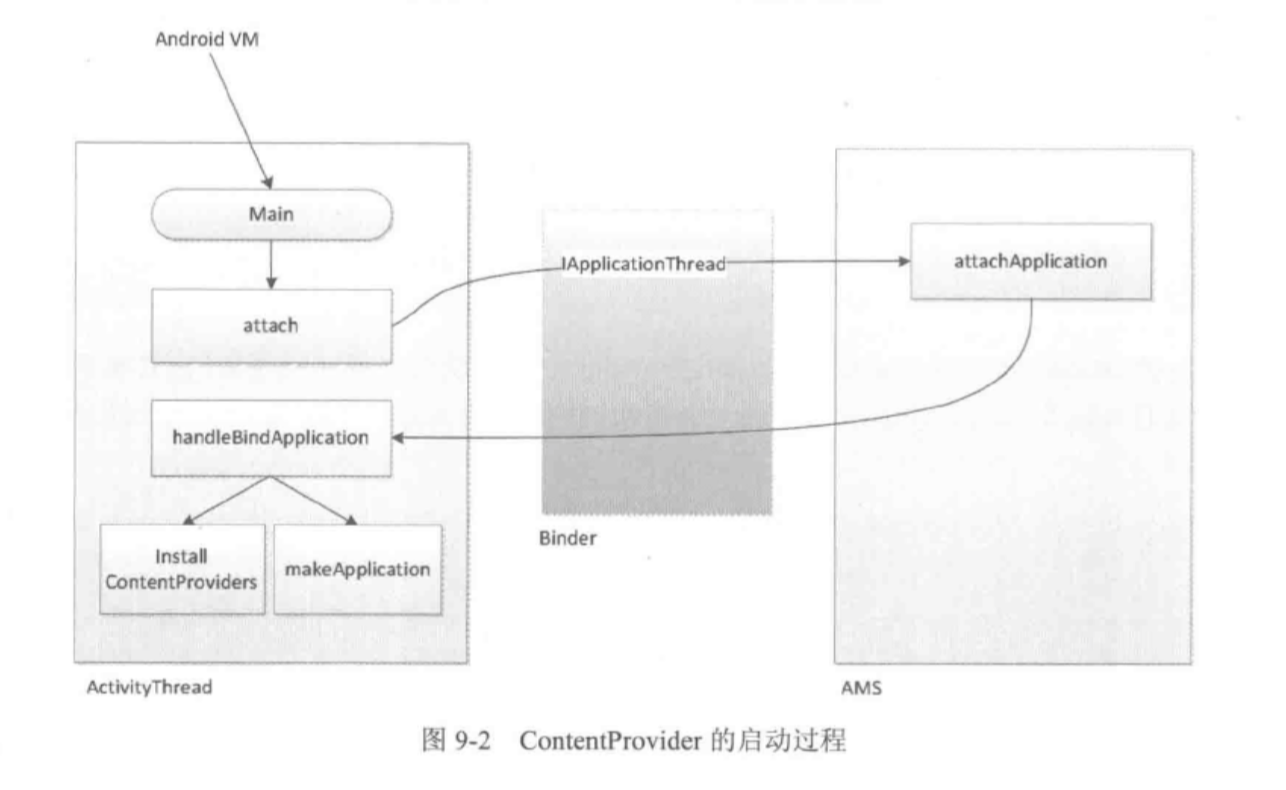 Android VM
Main
attach
IApplicationThread
attachApplication
handleBindApplication
Install
ContentProviders
makeApplication
Binder
ActivityThread
AMS
图 9-2 ContentProvider 的启动过程